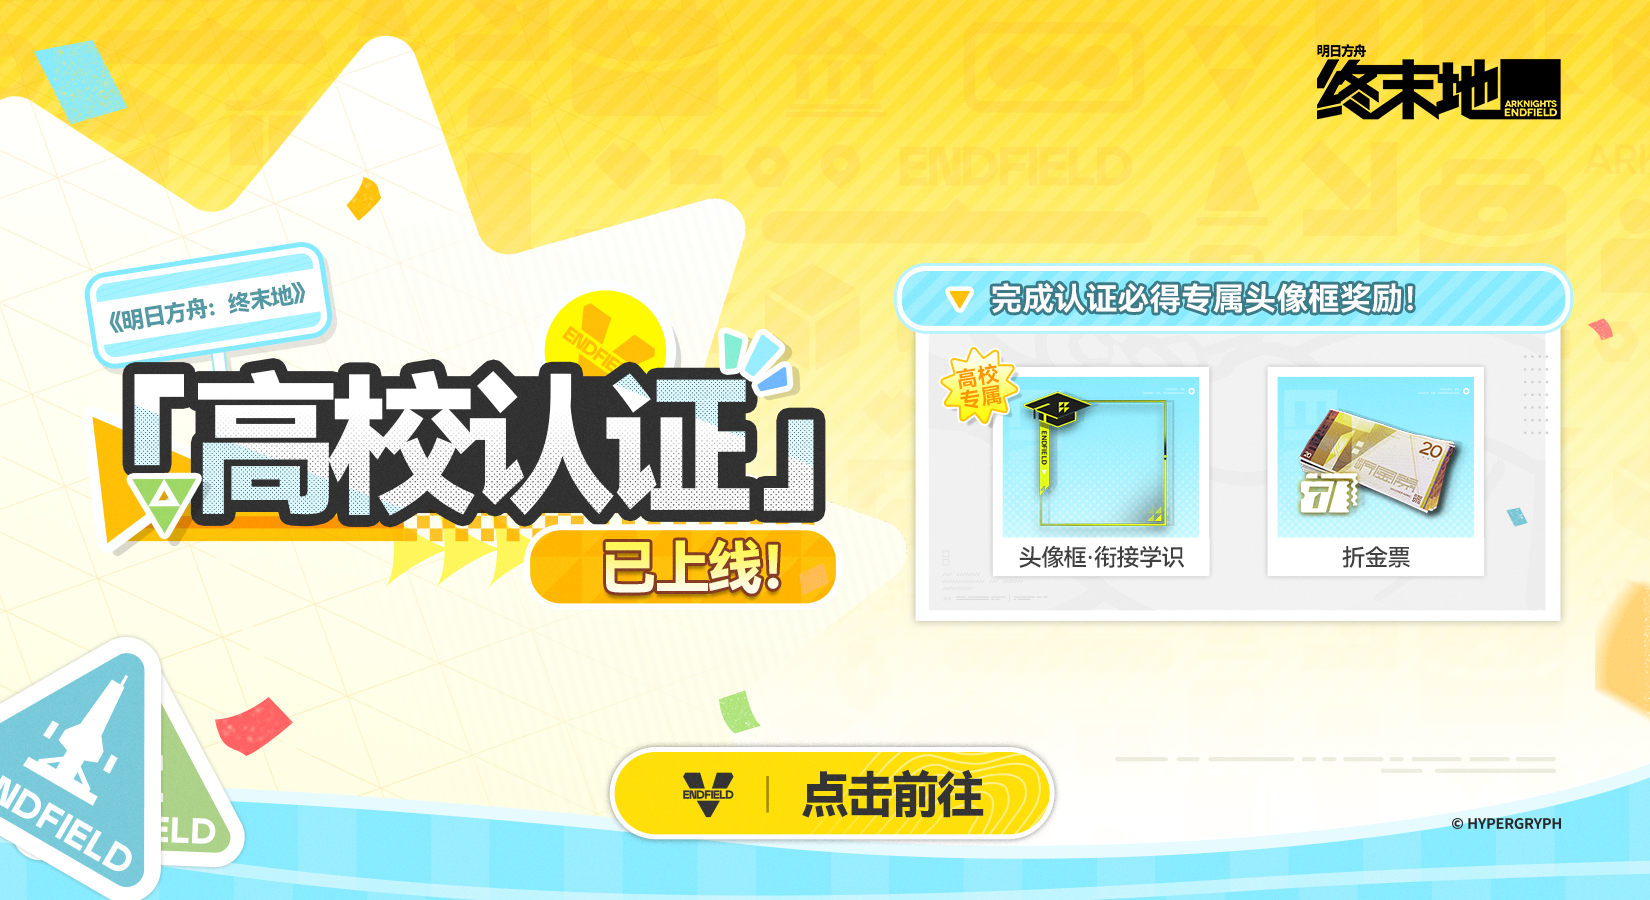 明日方舟
终末地
ARKNIGHTS
ENDFIELD
ENDFIELD
《明日方舟：终末地》
「高校认证」
已上线！
完成认证必得专属头像框奖励！
高校
专属
ENDFIELD
头像框·衔接学识
20
20
折金票
ENDFIELD
点击前往
© HYPERGRYPH